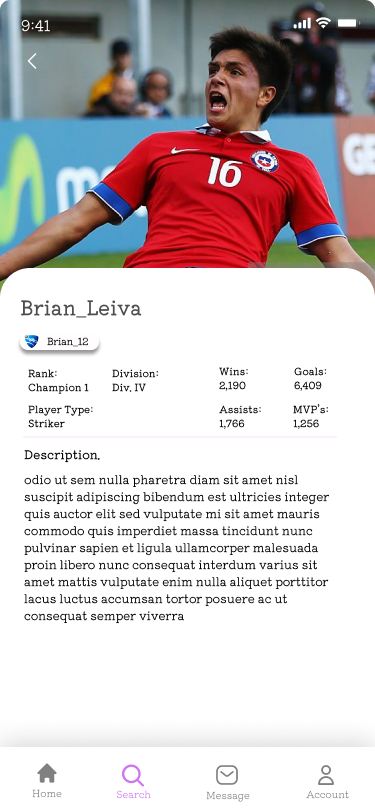 9:41
m
GE
16
Brian_Leiva
Brian_12
Rank:
Champion 1
Division:
Div. IV
Wins:
2,190
Goals:
6,409
Player Type:
Striker
Assists:
1,766
MVP's:
1,256
Description.
odio ut sem nulla pharetra diam sit amet nisl
suscipit adipiscing bibendum est ultricies integer
quis auctor elit sed vulputate mi sit amet mauris
commodo quis imperdiet massa tincidunt nunc
pulvinar sapien et ligula ullamcorper malesuada
proin libero nunc consequat interdum varius sit
amet mattis vulputate enim nulla aliquet porttitor
lacus luctus accumsan tortor posuere ac ut
consequat semper viverra
Home
Search
Message
Account